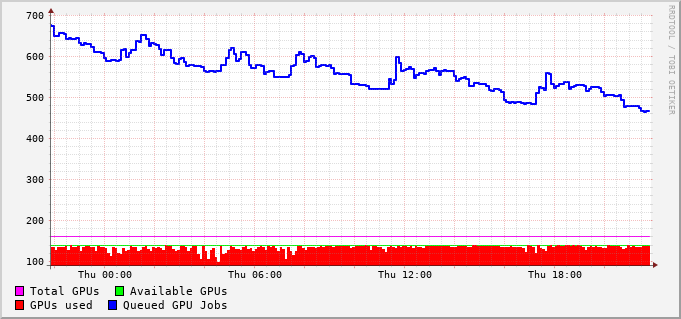 700
600
500
400
300
200
100
Thu 00:00 Thu 06:00 Thu 12:00 Thu 18:00
Total GPUs Available GPUs
GPUs used Queued GPU Jobs
RRDTOOL / TOBI OETIKER